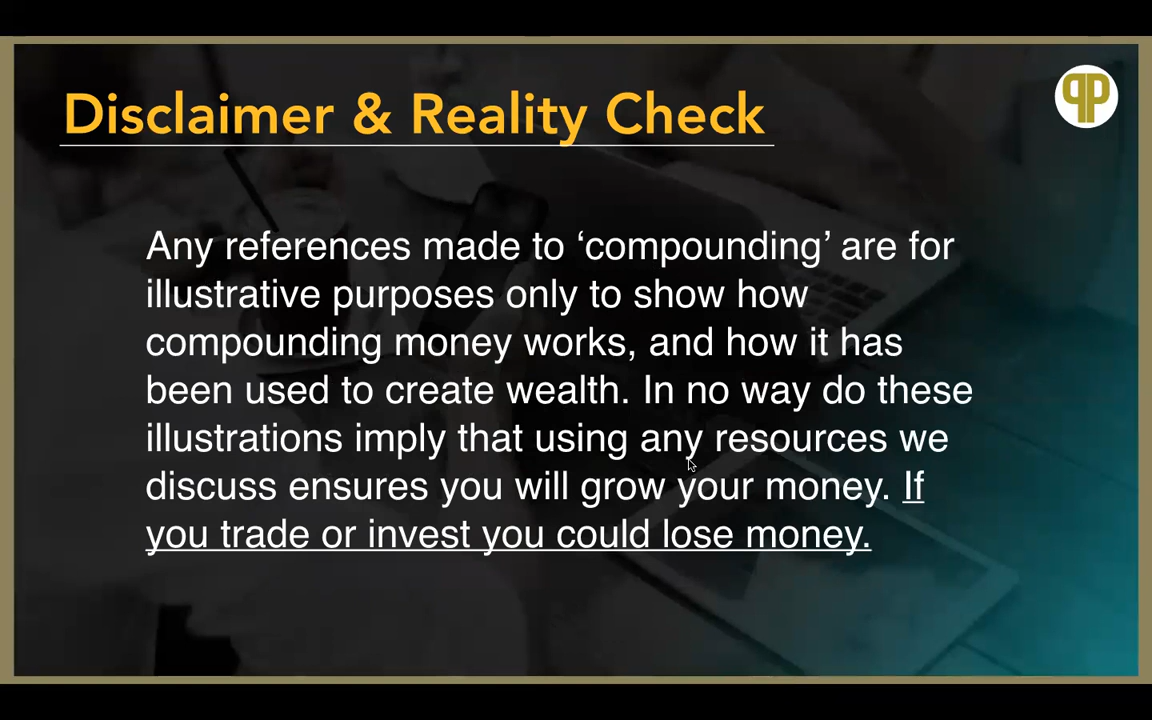 Disclaimer & Reality Check
Any references made to ‘compounding’ are for
illustrative purposes only to show how
compounding money works, and how it has
been used to create wealth. In no way do these
illustrations imply that using any resources we
discuss ensures you will grow your money. If
you trade or invest you could lose money.